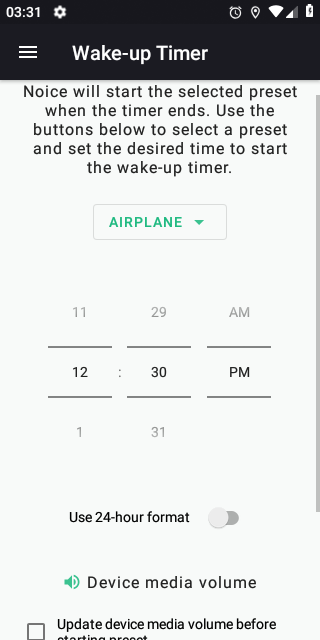 03:31
Wake-up Timer
Noice will start the selected preset
when the timer ends. Use the
buttons below to select a preset
and set the desired time to start
the wake-up timer.
AIRPLANE
11 29 AM
12 : 30 PM
1 31
Use 24-hour format
Device media volume
Update device media volume before
starting preset